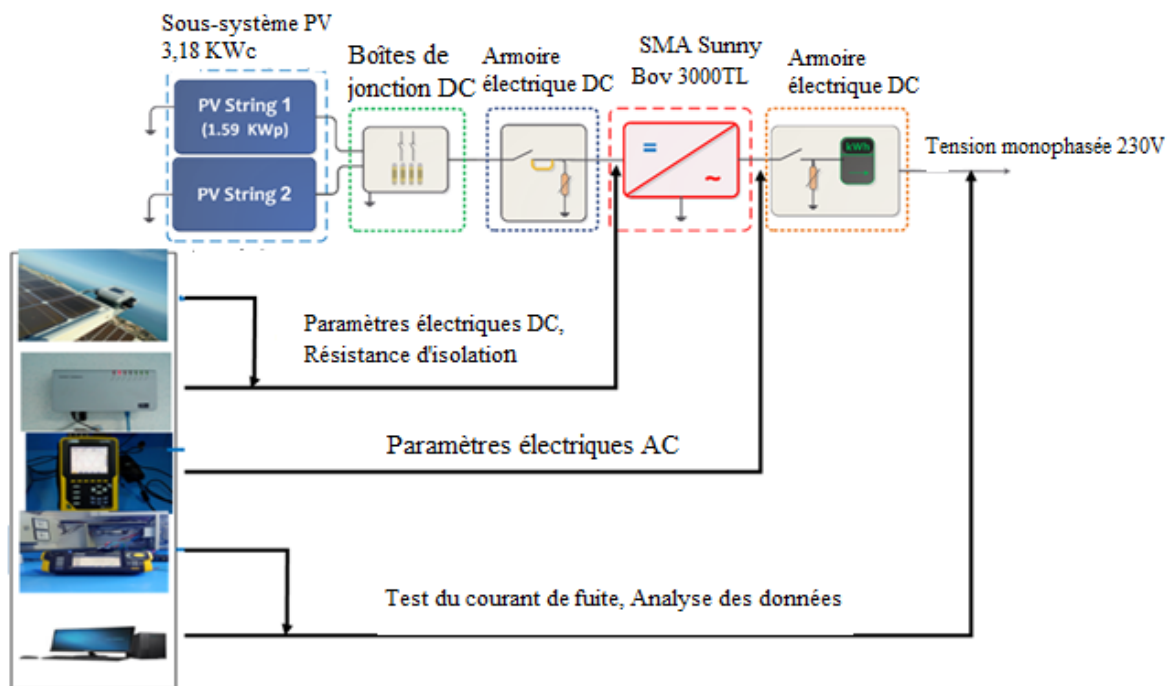 Sous-système PV
3,18 KWc
Boîtes de
jonction DC
Armoire
électrique DC
SMA Sunny
Bov 3000TL
Armoire
électrique DC
PV String 1
(1.59 KWp)
PV String 2
=
~
kWh
Tension monophasée 230V
Paramètres électriques DC,
Résistance d'isolation
Paramètres électriques AC
Test du courant de fuite, Analyse des données